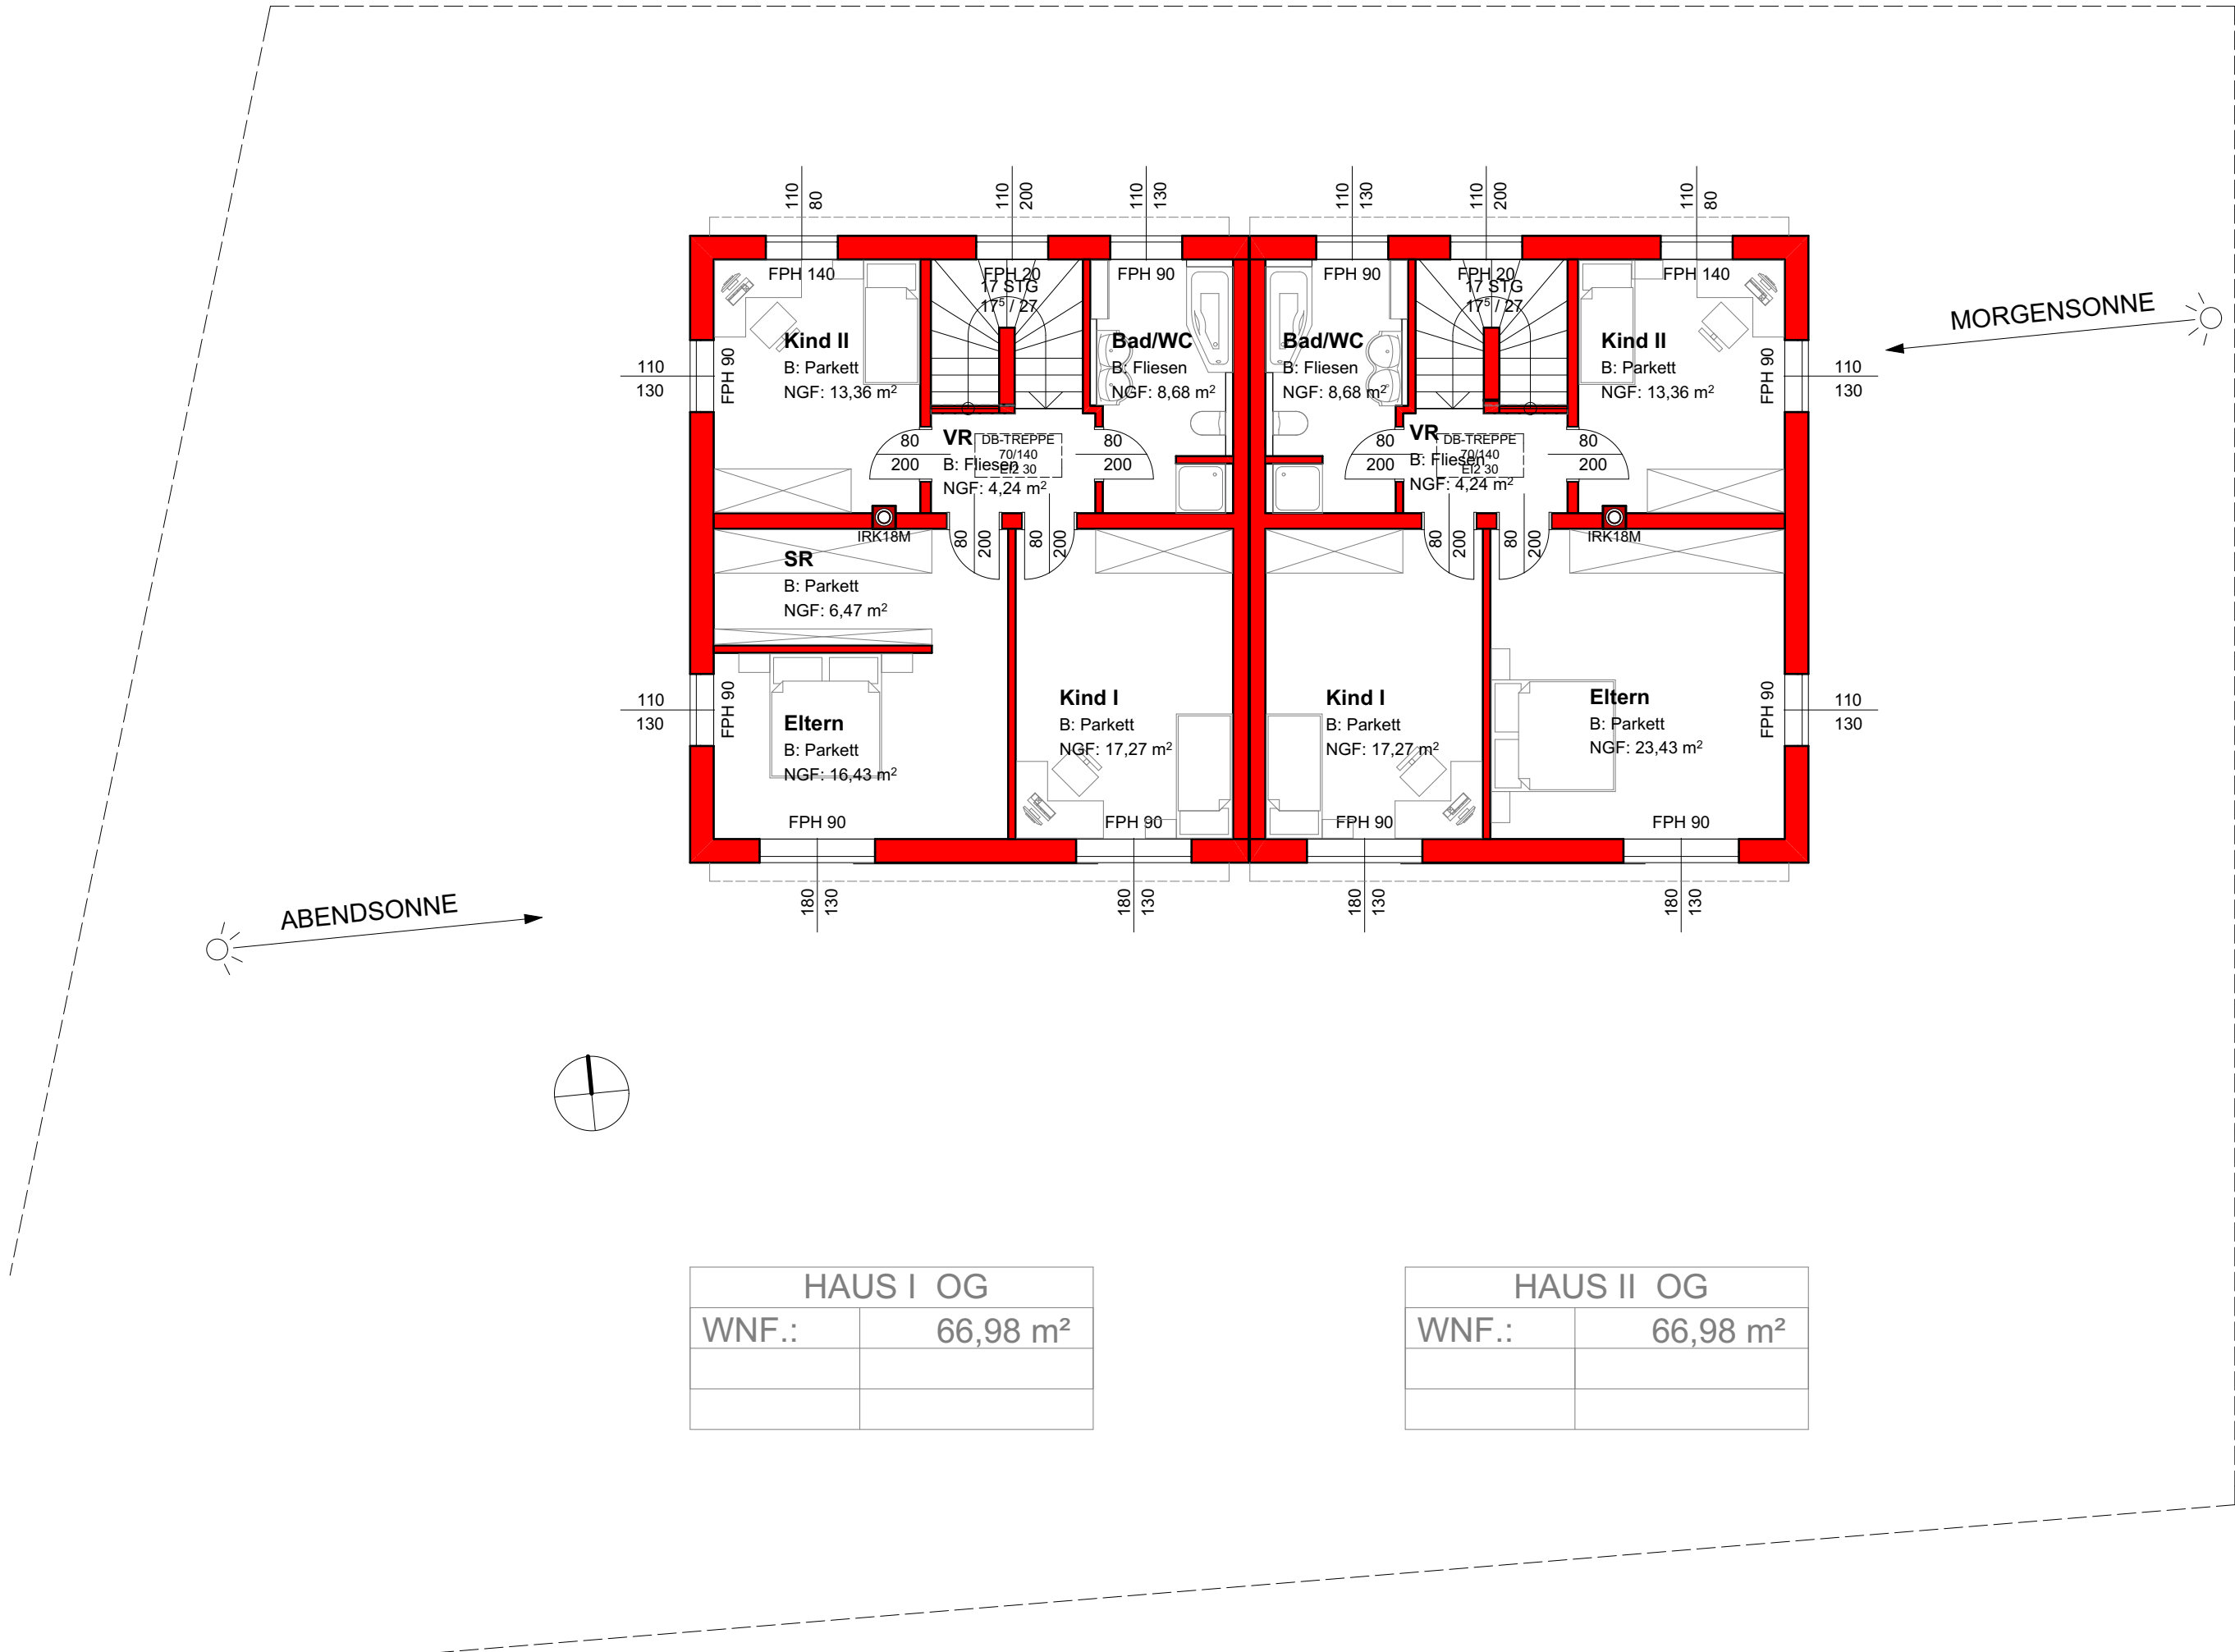 110
80
110
200
110
130
110
130
110
200
110
80
FPH 140
FPH 20
17 STG
17⁵ / 27
FPH 90
FPH 90
FPH 20
17 STG
17⁵ / 27
FPH 140
MORGENSONNE
Kind II
B: Parkett
NGF: 13,36 m²
Bad/WC
B: Fliesen
NGF: 8,68 m²
Bad/WC
B: Fliesen
NGF: 8,68 m²
Kind II
B: Parkett
NGF: 13,36 m²
110
130
FPH 90
FPH 90
110
130
80
200
VR
B: Fliesen
NGF: 4,24 m²
DB-TREPPE
70/140
EI2 30
80
200
80
200
VR
B: Fliesen
NGF: 4,24 m²
DB-TREPPE
70/140
EI2 30
80
200
IRK18M
80
200
80
200
80
200
80
200
IRK18M
SR
B: Parkett
NGF: 6,47 m²
110
130
FPH 90
Eltern
B: Parkett
NGF: 16,43 m²
Kind I
B: Parkett
NGF: 17,27 m²
Kind I
B: Parkett
NGF: 17,27 m²
Eltern
B: Parkett
NGF: 23,43 m²
FPH 90
110
130
FPH 90
FPH 90
FPH 90
FPH 90
180
130
180
130
180
130
180
130
ABENDSONNE
HAUS I OG
WNF.: 66,98 m²
HAUS II OG
WNF.: 66,98 m²